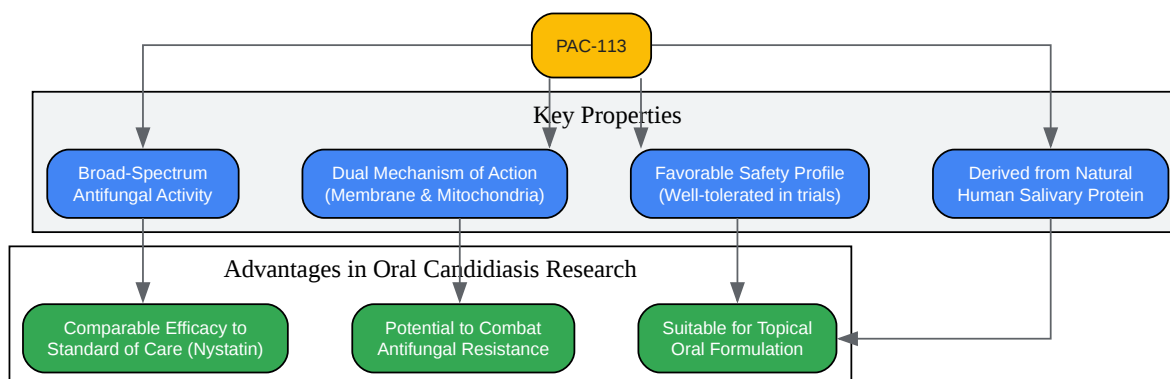 PAC-113
Key Properties
Broad-Spectrum
Antifungal Activity
Dual Mechanism of Action
(Membrane & Mitochondria)
Favorable Safety Profile
(Well-tolerated in trials)
Derived from Natural
Human Salivary Protein
Advantages in Oral Candidiasis Research
Comparable Efficacy to
Standard of Care (Nystatin)
Potential to Combat
Antifungal Resistance
Suitable for Topical
Oral Formulation